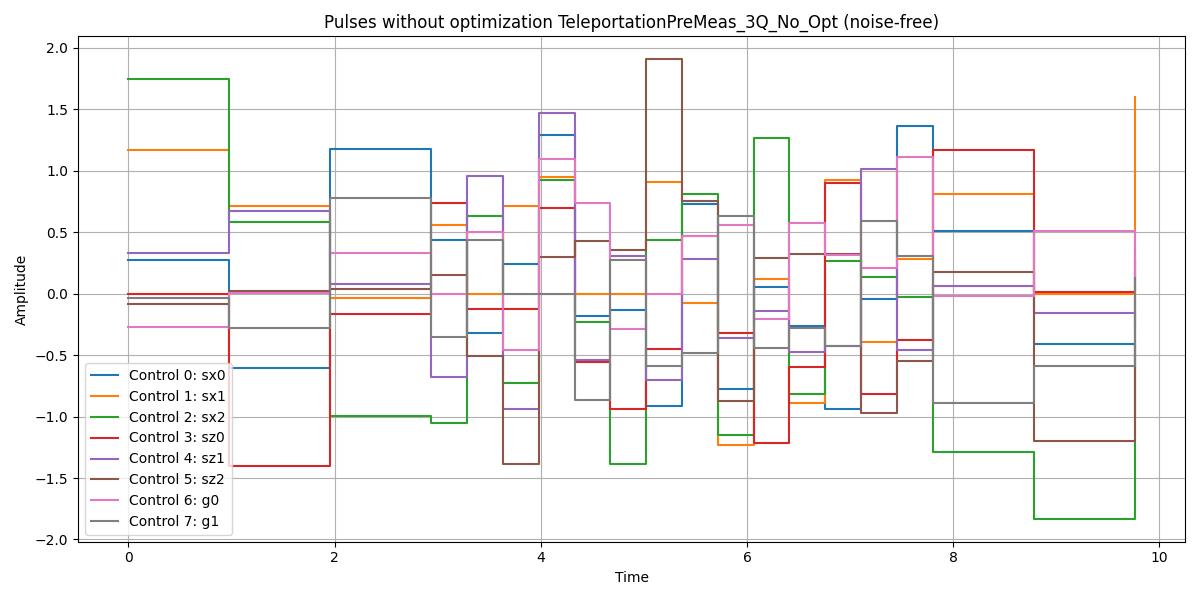 Pulses without optimization TeleportationPreMeas_3Q_No_Opt (noise-free)
2.0
1.5
1.0
0.5
0.0
−0.5
−1.0
−1.5
−2.0
Amplitude
Control 0: sx0
Control 1: sx1
Control 2: sx2
Control 3: sz0
Control 4: sz1
Control 5: sz2
Control 6: g0
Control 7: g1
0 2 4 6 8 10
Time